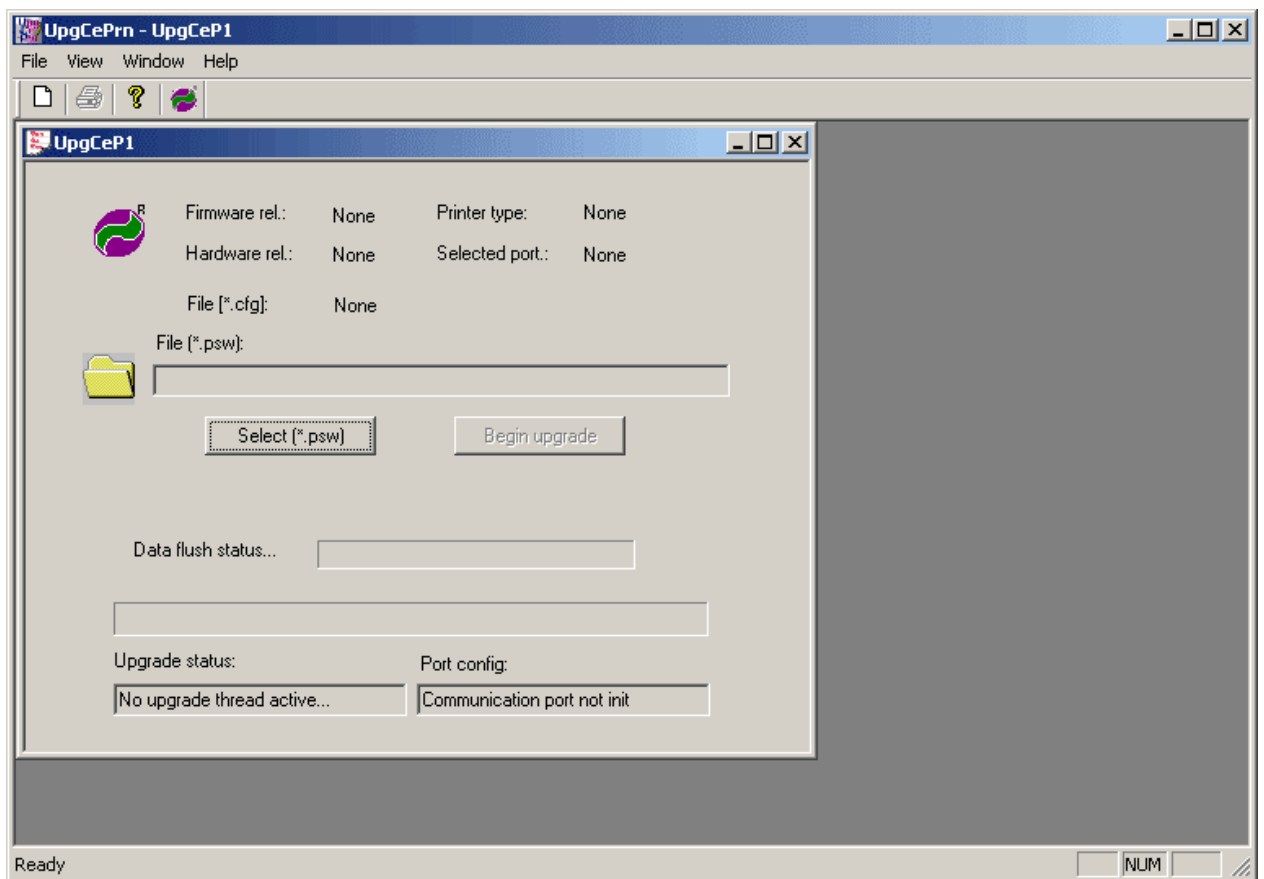 UpgCePrn - UpgCeP1
File View Window Help
UpgCeP1
R
Firmware rel.: None Printer type: None
Hardware rel.: None Selected port.: None
File [*.cfg]: None
File (*.psw):
Select (*.psw) Begin upgrade
Data flush status...
Upgrade status: Port config:
No upgrade thread active... Communication port not init
Ready NUM